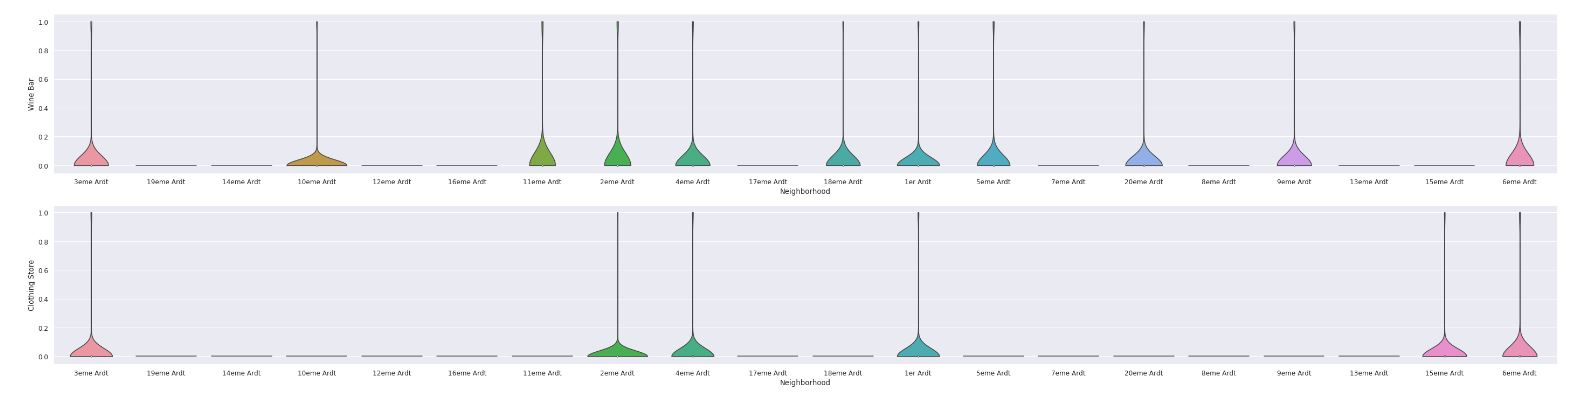 1.0
0.8
0.6
0.4
0.2
0.0
Wine Bar
3eme Ardt 19eme Ardt 14eme Ardt 10eme Ardt 12eme Ardt 16eme Ardt 11eme Ardt 2eme Ardt 4eme Ardt 17eme Ardt 18eme Ardt 1er Ardt 5eme Ardt 7eme Ardt 20eme Ardt 8eme Ardt 9eme Ardt 13eme Ardt 15eme Ardt 6eme Ardt
Neighborhood
1.0
0.8
0.6
0.4
0.2
0.0
Clothing Store
3eme Ardt 19eme Ardt 14eme Ardt 10eme Ardt 12eme Ardt 16eme Ardt 11eme Ardt 2eme Ardt 4eme Ardt 17eme Ardt 18eme Ardt 1er Ardt 5eme Ardt 7eme Ardt 20eme Ardt 8eme Ardt 9eme Ardt 13eme Ardt 15eme Ardt 6eme Ardt
Neighborhood